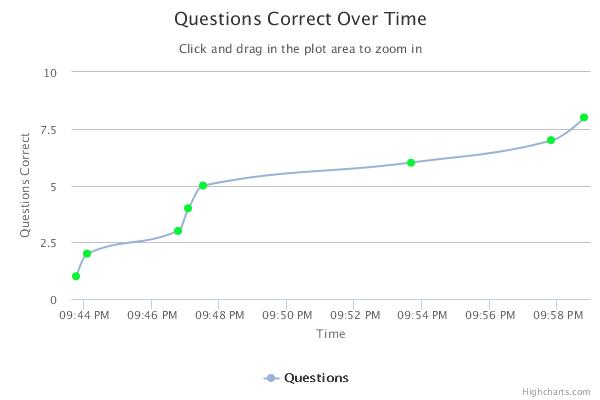 Questions Correct Over Time
Click and drag in the plot area to zoom in
Questions Correct
10
7.5
5
2.5
0
09:44 PM 09:46 PM 09:48 PM 09:50 PM 09:52 PM 09:54 PM 09:56 PM 09:58 PM
Time
Questions
Highcharts.com